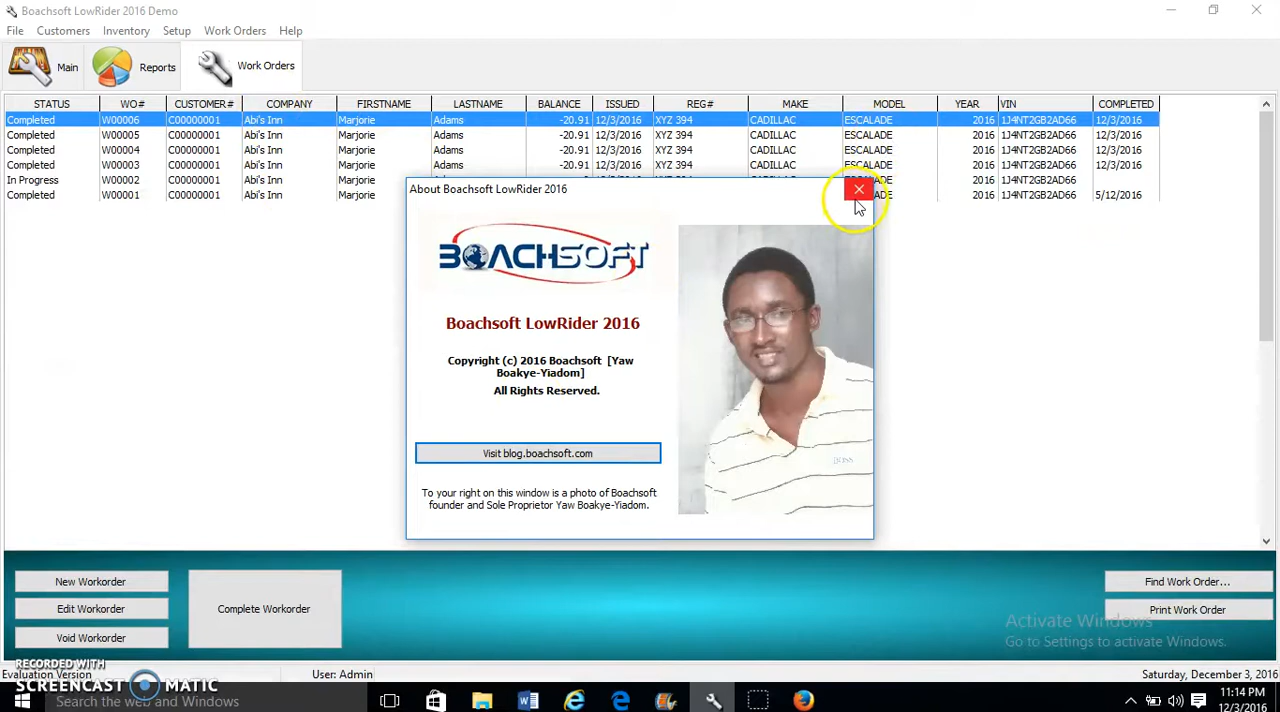 Boachsoft LowRider 2016 Demo
File Customers Inventory Setup Work Orders Help
Main Reports Work Orders
STATUS WO# CUSTOMER# COMPANY FIRSTNAME LASTNAME BALANCE ISSUED REG# MAKE MODEL YEAR VIN COMPLETED
Completed W00006 C00000001 Abi's Inn Marjorie Adams -20.91 12/3/2016 XYZ 394 CADILLAC ESCALADE 2016 1J4NT2GB2AD66 12/3/2016
Completed W00005 C00000001 Abi's Inn Marjorie Adams -20.91 12/3/2016 XYZ 394 CADILLAC ESCALADE 2016 1J4NT2GB2AD66 12/3/2016
Completed W00004 C00000001 Abi's Inn Marjorie Adams -20.91 12/3/2016 XYZ 394 CADILLAC ESCALADE 2016 1J4NT2GB2AD66 12/3/2016
Completed W00003 C00000001 Abi's Inn Marjorie Adams -20.91 12/3/2016 XYZ 394 CADILLAC ESCALADE 2016 1J4NT2GB2AD66 12/3/2016
In Progress W00002 C00000001 Abi's Inn Marjorie 2016 1J4NT2GB2AD66
Completed W00001 C00000001 Abi's Inn Marjorie 2016 1J4NT2GB2AD66 5/12/2016
About Boachsoft LowRider 2016
BOACHSOFT
Boachsoft LowRider 2016
Copyright (c) 2016 Boachsoft [Yaw
Boakye-Yiadom]
All Rights Reserved.
Visit blog.boachsoft.com
To your right on this window is a photo of Boachsoft
founder and Sole Proprietor Yaw Boakye-Yiadom.
New Workorder
Edit Workorder
Void Workorder
Complete Workorder
Find Work Order...
Print Work Order
Activate Windows
Go to Settings to activate Windows.
RECORDED WITH
SCREENCAST MATIC
Evaluation Version User: Admin Saturday, December 3, 2016
Search the web and Windows
11:14 PM
12/3/2016